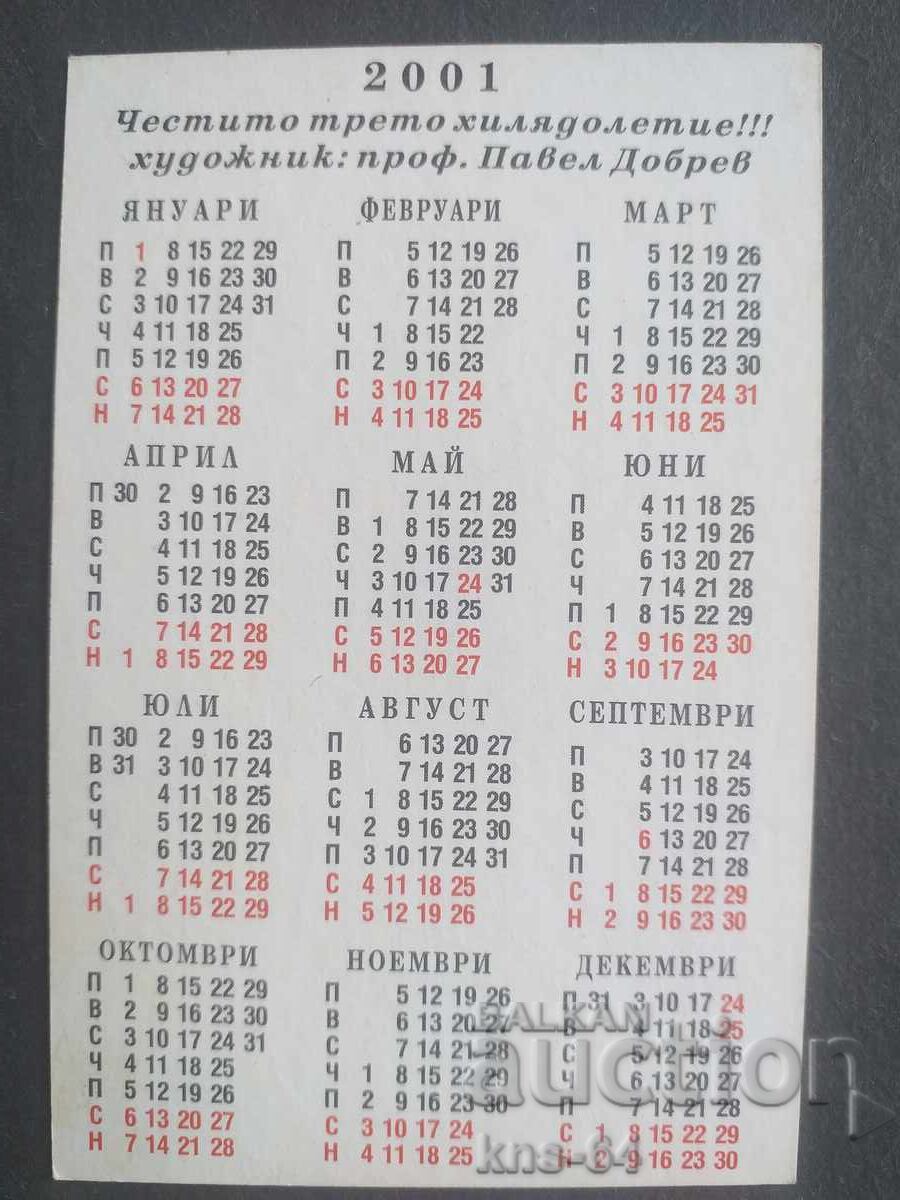 2001
Честито трето хилядолетие!!!
художник: проф. Павел Добрев
ЯНУАРИ
П 1 8 15 22 29
В 2 9 16 23 30
С 3 10 17 24 31
Ч 4 11 18 25
П 5 12 19 26
С 6 13 20 27
Н 7 14 21 28
ФЕВРУАРИ
П 5 12 19 26
В 6 13 20 27
С 7 14 21 28
Ч 1 8 15 22
П 2 9 16 23
С 3 10 17 24
Н 4 11 18 25
МАРТ
П 5 12 19 26
В 6 13 20 27
С 7 14 21 28
Ч 1 8 15 22 29
П 2 9 16 23 30
С 3 10 17 24 31
Н 4 11 18 25
АПРИЛ
П 30 2 9 16 23
В 3 10 17 24
С 4 11 18 25
Ч 5 12 19 26
П 6 13 20 27
С 7 14 21 28
Н 1 8 15 22 29
МАЙ
П 7 14 21 28
В 1 8 15 22 29
С 2 9 16 23 30
Ч 3 10 17 24 31
П 4 11 18 25
С 5 12 19 26
Н 6 13 20 27
ЮНИ
П 4 11 18 25
В 5 12 19 26
С 6 13 20 27
Ч 7 14 21 28
П 1 8 15 22 29
С 2 9 16 23 30
Н 3 10 17 24
ЮЛИ
П 30 2 9 16 23
В 31 3 10 17 24
С 4 11 18 25
Ч 5 12 19 26
П 6 13 20 27
С 7 14 21 28
Н 1 8 15 22 29
АВГУСТ
П 6 13 20 27
В 7 14 21 28
С 1 8 15 22 29
Ч 2 9 16 23 30
П 3 10 17 24 31
С 4 11 18 25
Н 5 12 19 26
СЕПТЕМВРИ
П 3 10 17 24
В 4 11 18 25
С 5 12 19 26
Ч 6 13 20 27
П 7 14 21 28
С 1 8 15 22 29
Н 2 9 16 23 30
ОКТОМВРИ
П 1 8 15 22 29
В 2 9 16 23 30
С 3 10 17 24 31
Ч 4 11 18 25
П 5 12 19 26
С 6 13 20 27
Н 7 14 21 28
НОЕМВРИ
П 5 12 19 26
В 6 13 20 27
С 7 14 21 28
Ч 1 8 15 22 29
П 2 9 16 23 30
С 3 10 17 24
Н 4 11 18 25
ДЕКЕМВРИ
П 31 3 10 17 24
В 4 11 18 25
С 5 12 19 26
Ч 6 13 20 27
П 7 14 21 28
С 1 8 15 22 29
Н 2 9 16 23 30
BALKAN
auction
kns-64